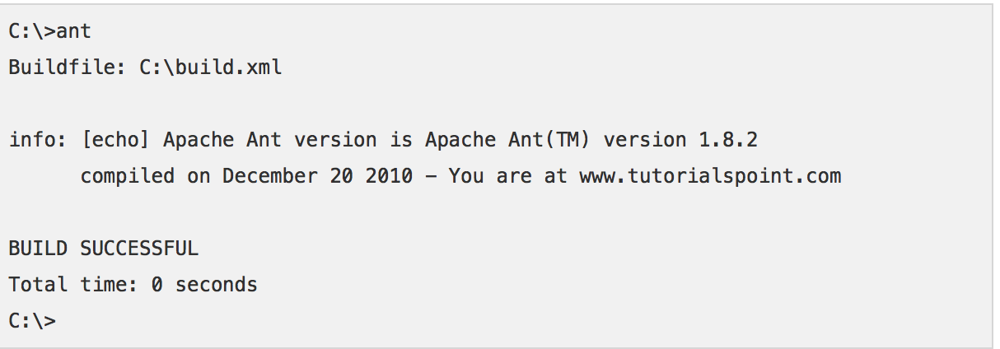 C:\>ant
Buildfile: C:\build.xml
info: [echo] Apache Ant version is Apache Ant(TM) version 1.8.2
compiled on December 20 2010 – You are at www.tutorialspoint.com
BUILD SUCCESSFUL
Total time: 0 seconds
C:\>